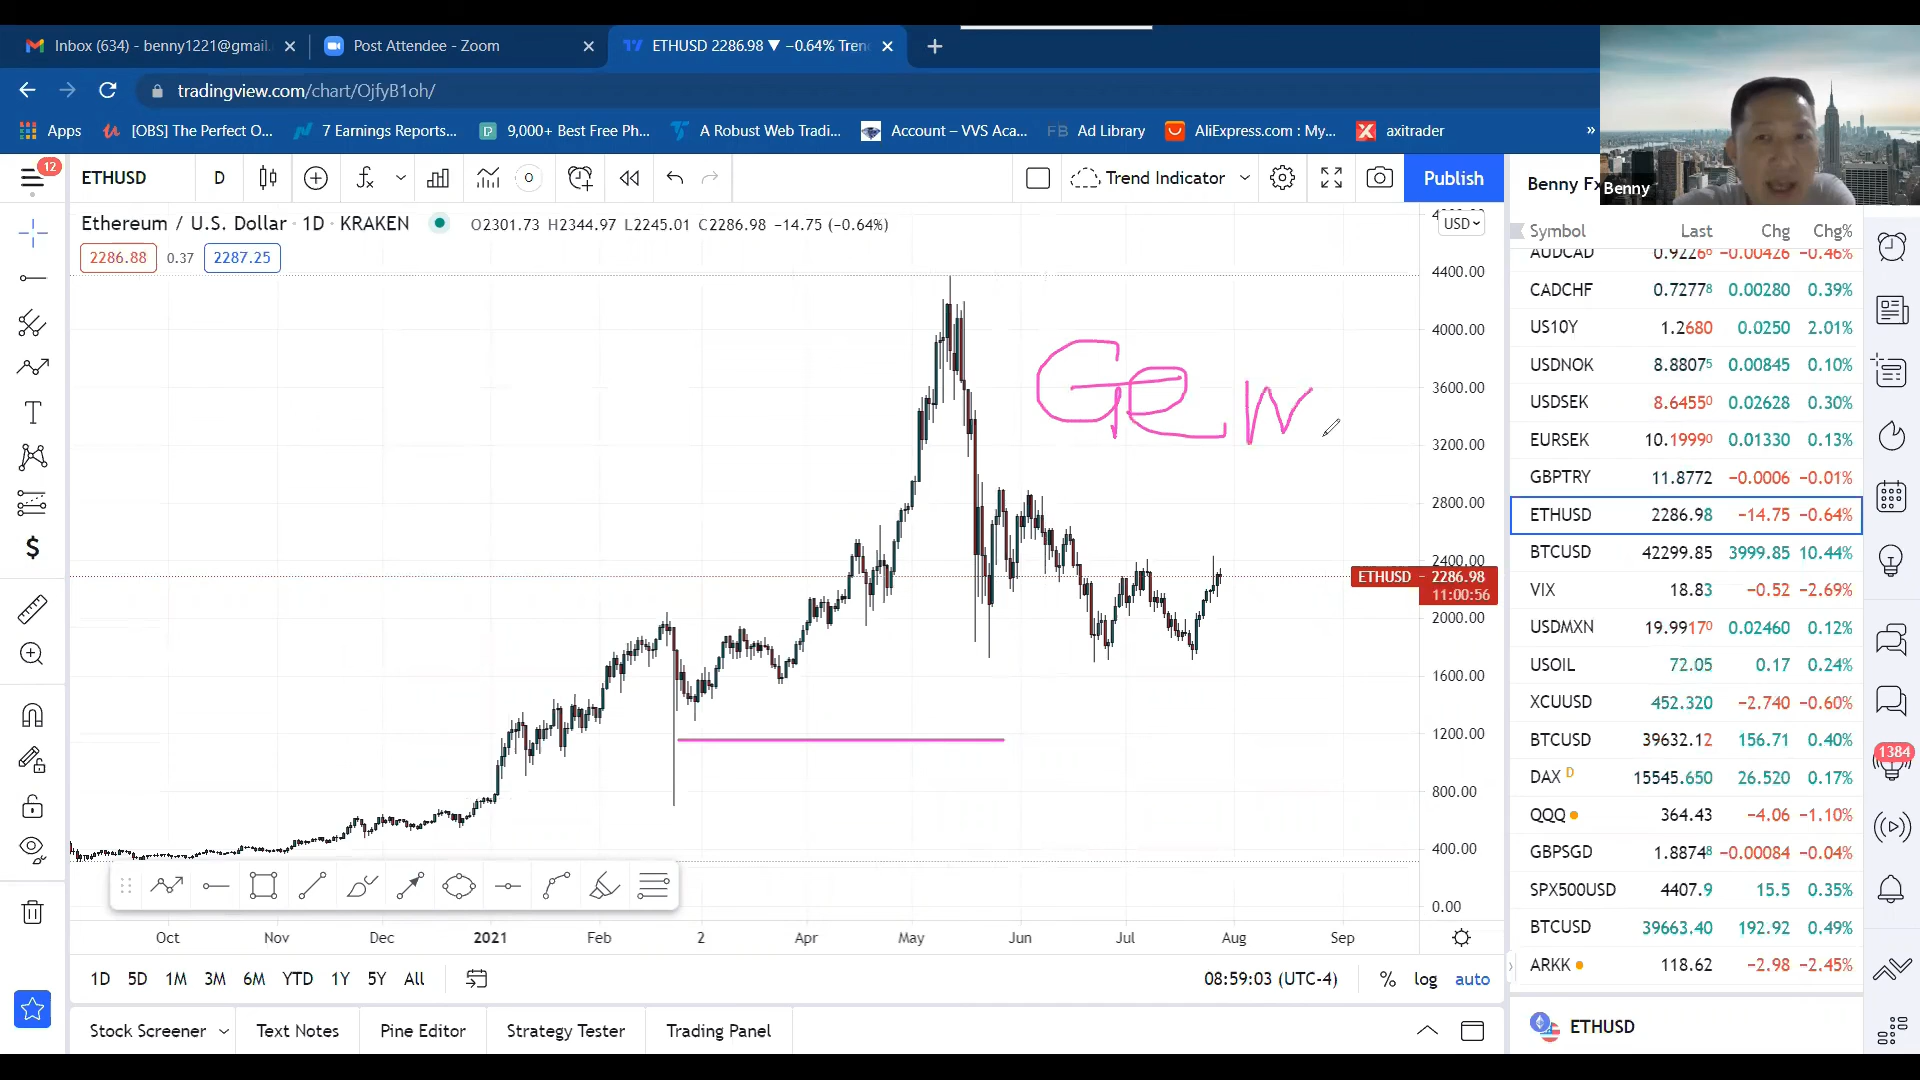 Inbox (634) - benny1221@gmail.
Post Attendee - Zoom
ETHUSD 2286.98 ▼ −0.64% Tren
tradingview.com/chart/OjfyB1oh/
Apps
[OBS] The Perfect O...
7 Earnings Reports...
9,000+ Best Free Ph...
A Robust Web Tradi...
Account – VVS Aca...
FB Ad Library
AliExpress.com : My...
axitrader
»
12
ETHUSD
D
Trend Indicator
Publish
Benny Fx
Benny
Ethereum / U.S. Dollar · 1D · KRAKEN
O2301.73 H2344.97 L2245.01 C2286.98 −14.75 (−0.64%)
USD
2286.88
0.37
2287.25
4400.00
4000.00
3600.00
3200.00
2800.00
2400.00
ETHUSD 2286.98
11:00:56
2000.00
1600.00
1200.00
800.00
400.00
0.00
Oct
Nov
Dec
2021
Feb
2
Apr
May
Jun
Jul
Aug
Sep
Symbol Last Chg Chg%
AUDCAD 0.92266 −0.00426 −0.46%
CADCHF 0.72778 0.00280 0.39%
US10Y 1.2680 0.0250 2.01%
USDNOK 8.88075 0.00845 0.10%
USDSEK 8.64550 0.02628 0.30%
EURSEK 10.19990 0.01330 0.13%
GBPTRY 11.8772 −0.0006 −0.01%
ETHUSD 2286.98 −14.75 −0.64%
BTCUSD 42299.85 3999.85 10.44%
VIX 18.83 −0.52 −2.69%
USDMXN 19.99170 0.02460 0.12%
USOIL 72.05 0.17 0.24%
XCUUSD 452.320 −2.740 −0.60%
BTCUSD 39632.12 156.71 0.40%
DAX D 15545.650 26.520 0.17%
QQQ 364.43 −4.06 −1.10%
GBPSGD 1.88748 −0.00084 −0.04%
SPX500USD 4407.9 15.5 0.35%
BTCUSD 39663.40 192.92 0.49%
ARKK 118.62 −2.98 −2.45%
1384
1D 5D 1M 3M 6M YTD 1Y 5Y All
08:59:03 (UTC-4)
% log auto
Stock Screener
Text Notes
Pine Editor
Strategy Tester
Trading Panel
ETHUSD